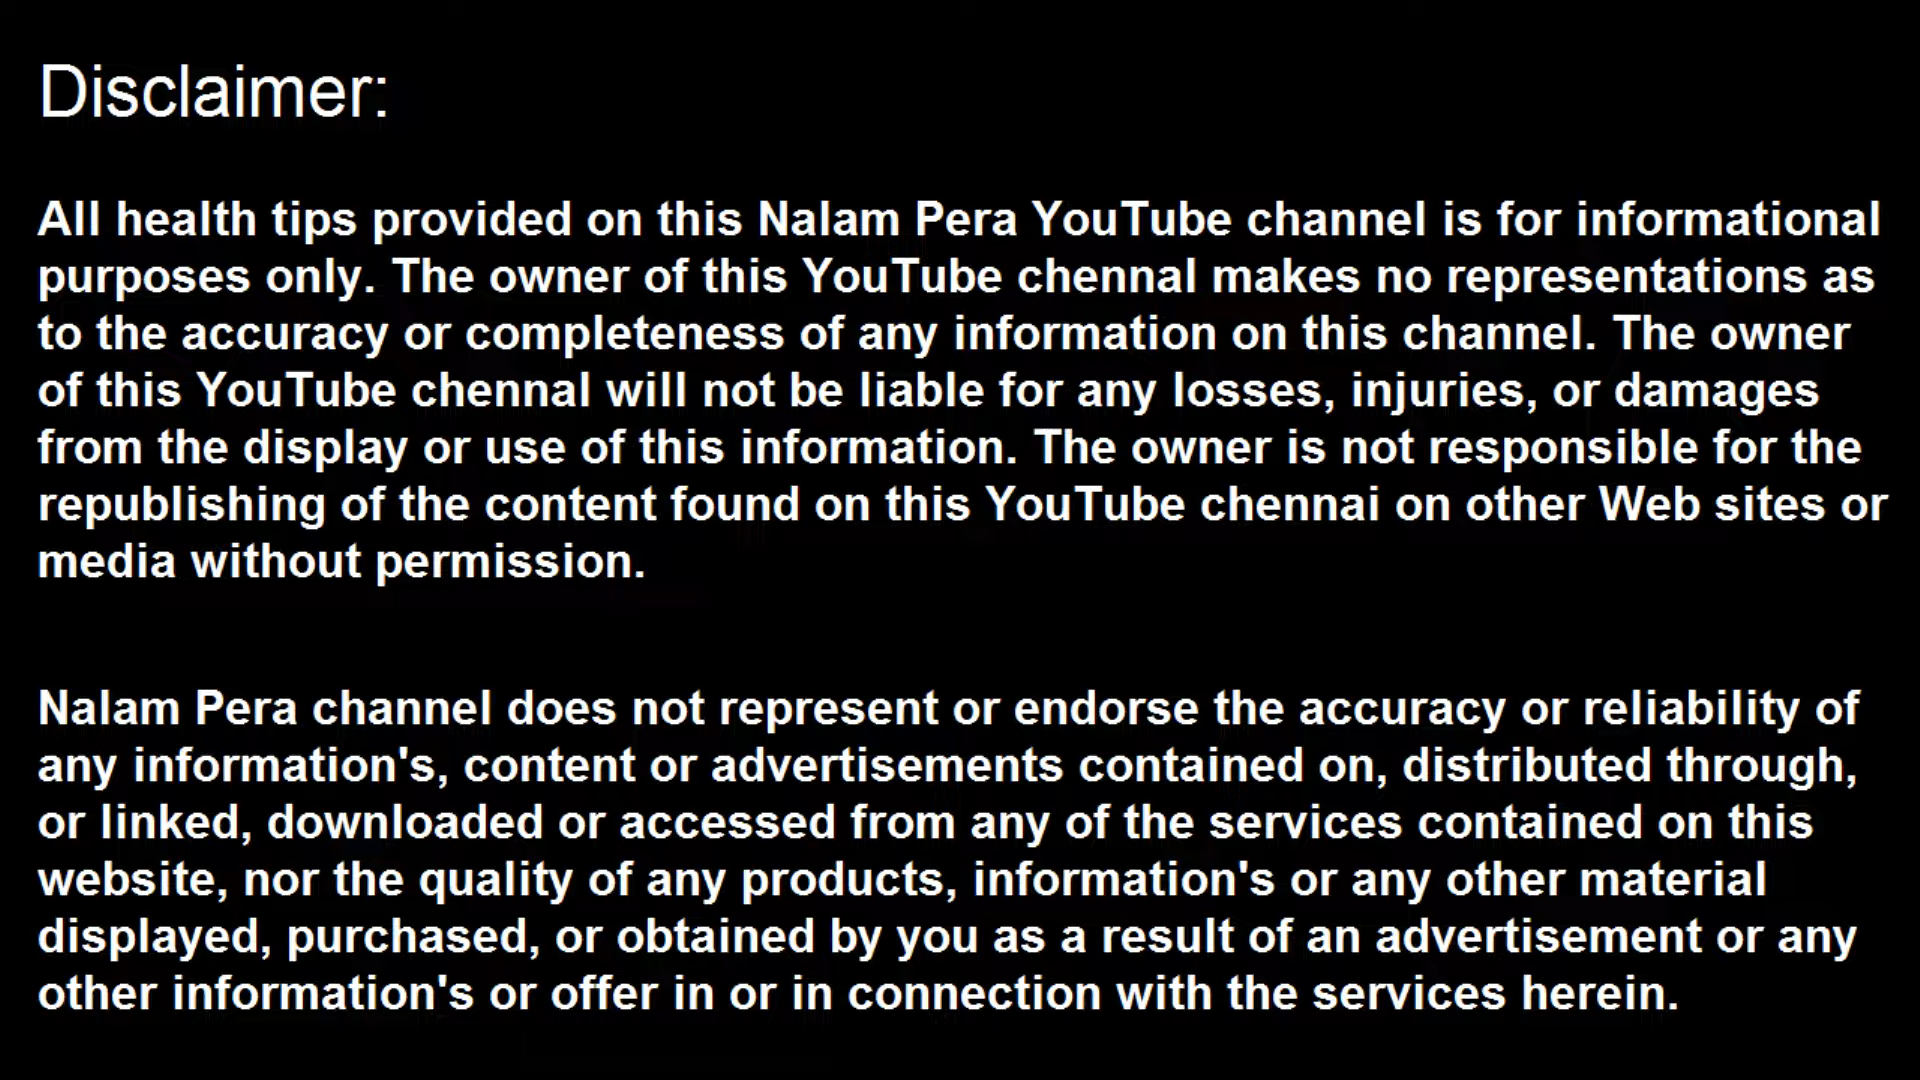 Disclaimer:
All health tips provided on this Nalam Pera YouTube channel is for informational
purposes only. The owner of this YouTube chennal makes no representations as
to the accuracy or completeness of any information on this channel. The owner
of this YouTube chennal will not be liable for any losses, injuries, or damages
from the display or use of this information. The owner is not responsible for the
republishing of the content found on this YouTube chennai on other Web sites or
media without permission.
Nalam Pera channel does not represent or endorse the accuracy or reliability of
any information's, content or advertisements contained on, distributed through,
or linked, downloaded or accessed from any of the services contained on this
website, nor the quality of any products, information's or any other material
displayed, purchased, or obtained by you as a result of an advertisement or any
other information's or offer in or in connection with the services herein.